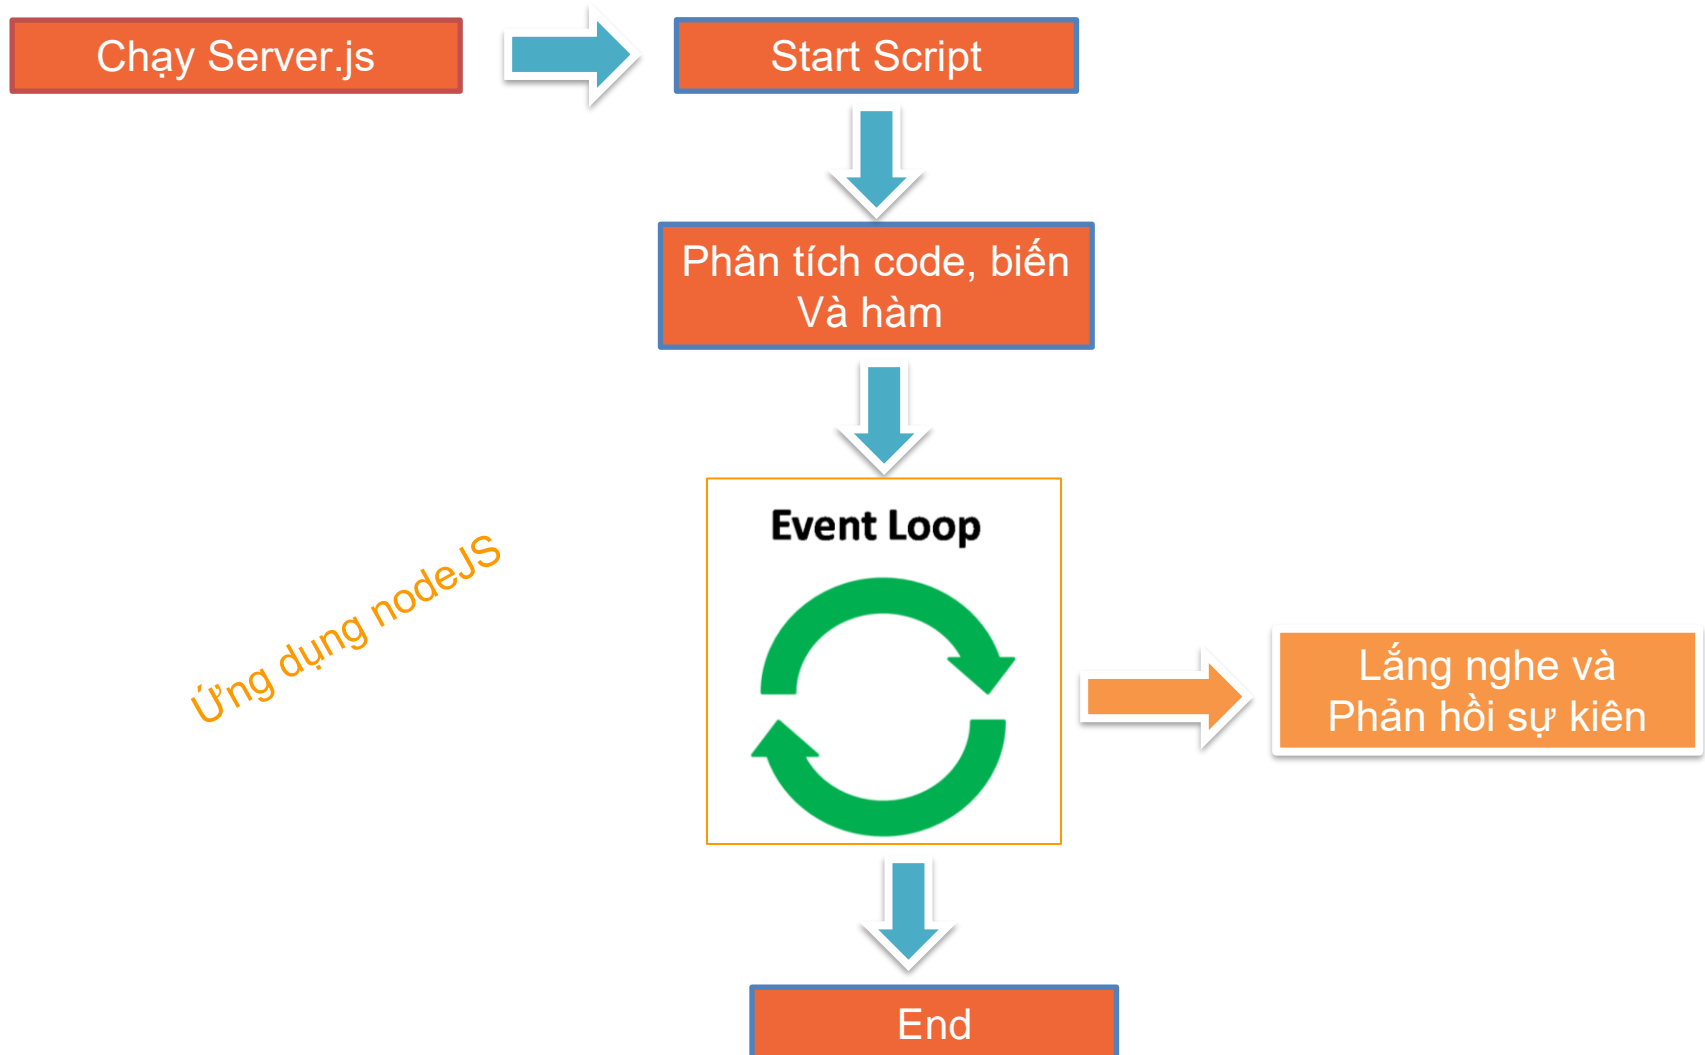 Chạy Server.js
Start Script
Phân tích code, biến
Và hàm
Event Loop
Ứng dụng nodeJS
Lắng nghe và
Phản hồi sự kiên
End